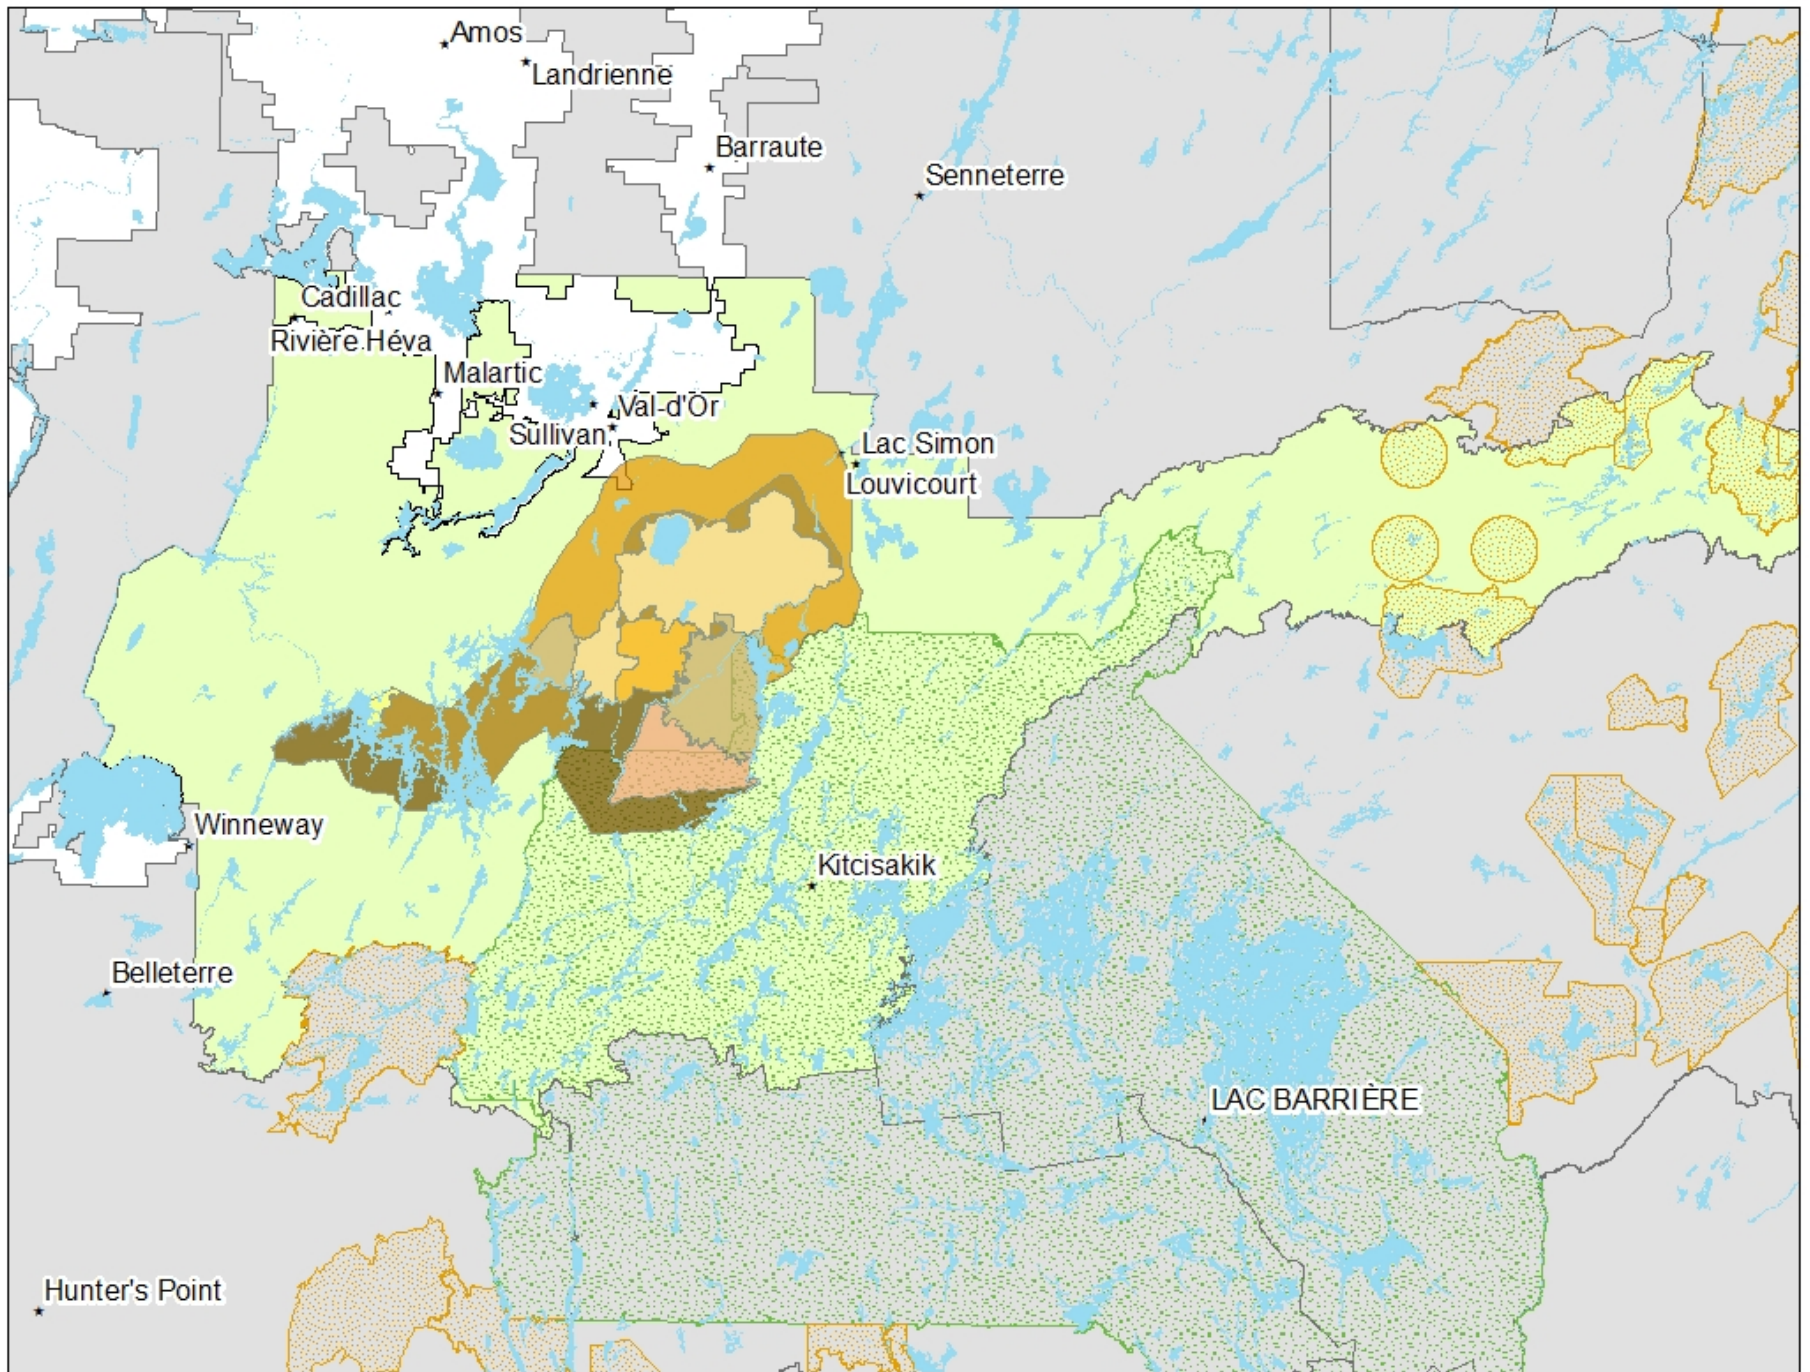 Amos
Landrienne
Barraute
Senneterre
Cadillac
Rivière Héva
Malartic
Val-d'Or
Sullivan
Lac Simon
Louvicourt
Winneway
Kitcisakik
Belleterre
LAC BARRIÈRE
Hunter's Point